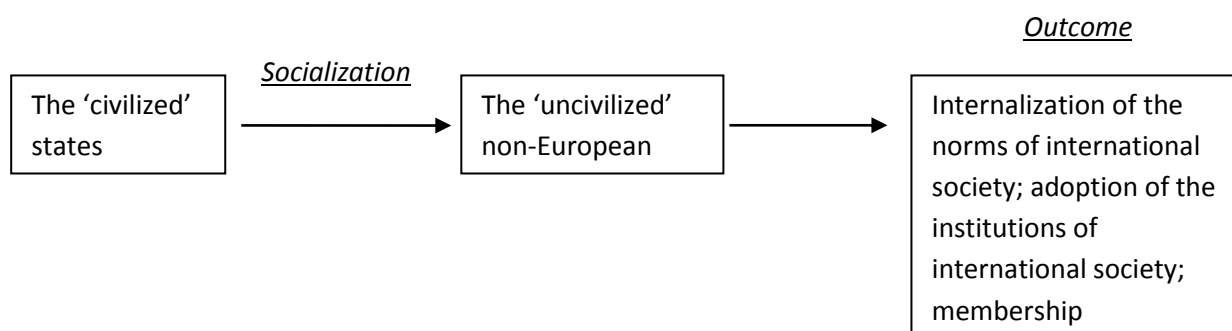 Outcome
Socialization
The ‘civilized’
states
The ‘uncivilized’
non-European
Internalization of the
norms of international
society; adoption of the
institutions of
international society;
membership